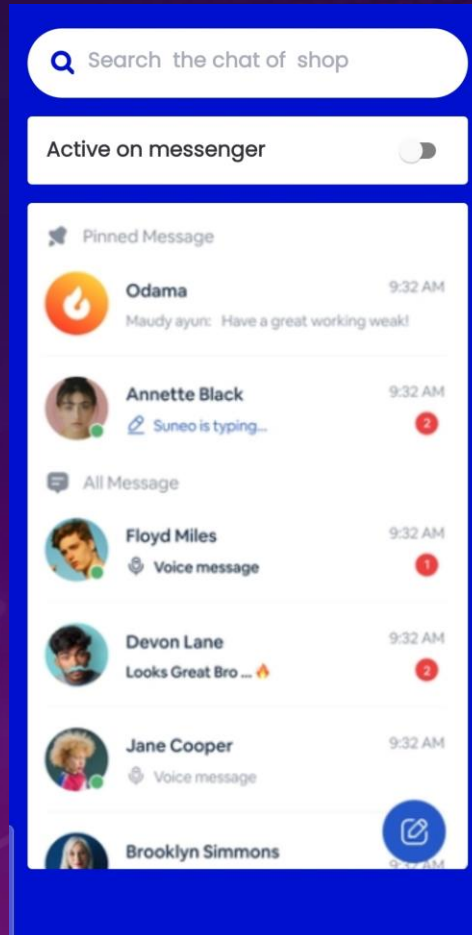 Search the chat of shop
Active on messenger
Pinned Message
Odama
9:32 AM
Maudy ayun: Have a great working weak!
Annette Black
9:32 AM
Suneo is typing...
2
All Message
Floyd Miles
9:32 AM
Voice message
1
Devon Lane
9:32 AM
Looks Great Bro ... 🔥
2
Jane Cooper
9:32 AM
Voice message
Brooklyn Simmons
9:32 AM